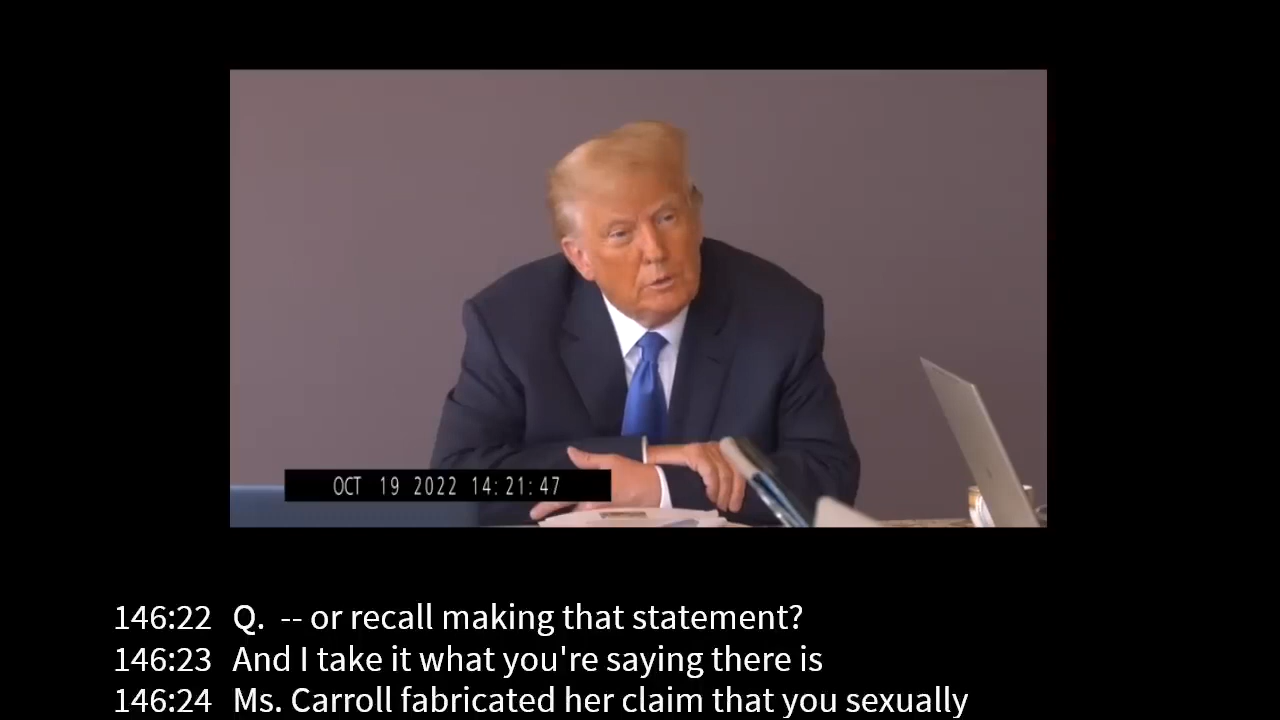 OCT 19 2022 14:21:47
146:22 Q. -- or recall making that statement?
146:23 And I take it what you're saying there is
146:24 Ms. Carroll fabricated her claim that you sexually